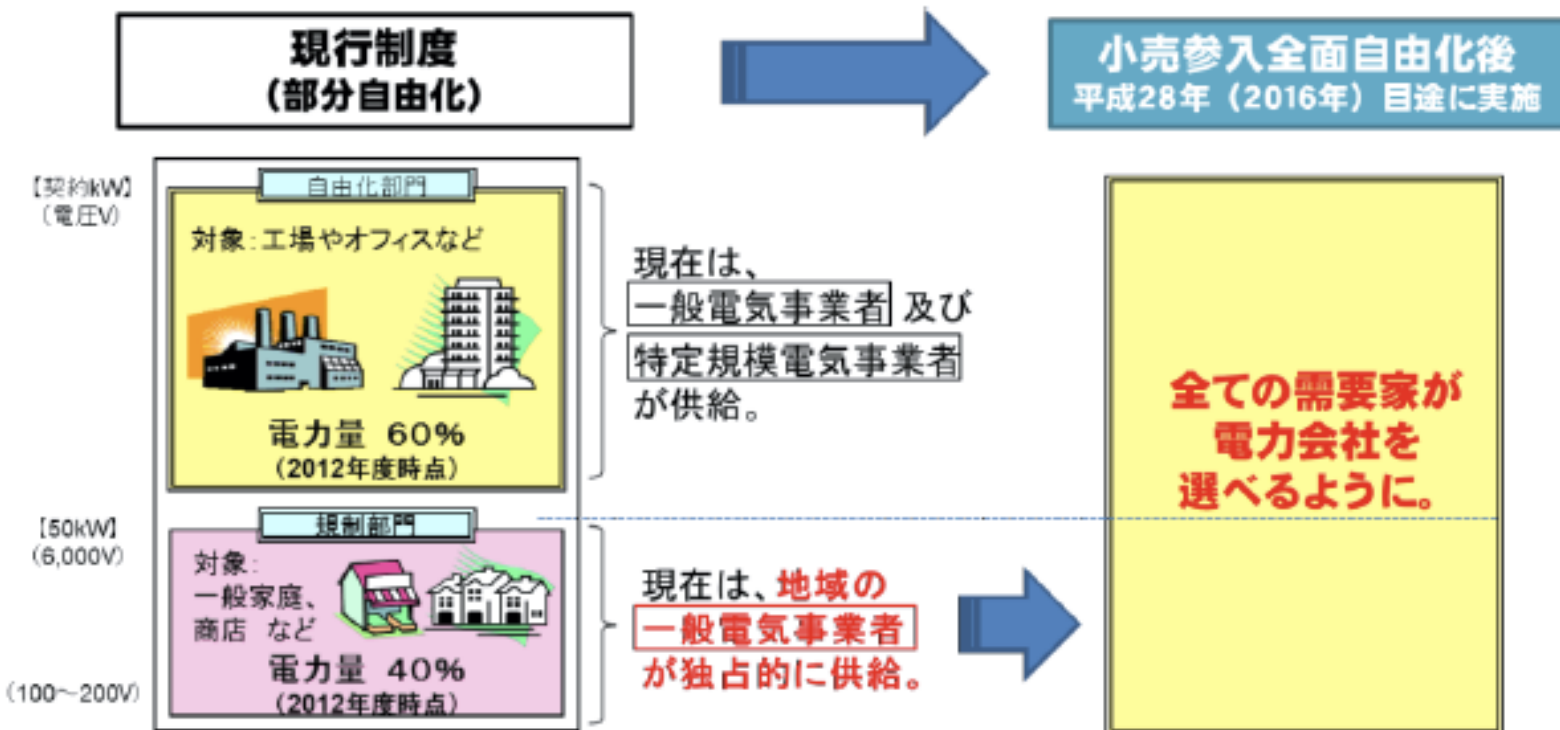 現行制度
(部分自由化)
小売参入全面自由化後
平成28年(2016年)目途に実施
【契約kW】
(電圧V)
自由化部門
対象:工場やオフィスなど
電力量 60%
(2012年度時点)
現在は、
一般電気事業者 及び
特定規模電気事業者
が供給。
【50kW】
(6,000V)
規制部門
対象:
一般家庭、
商店 など
電力量 40%
(2012年度時点)
(100~200V)
現在は、地域の
一般電気事業者
が独占的に供給。
全ての需要家が
電力会社を
選べるように。